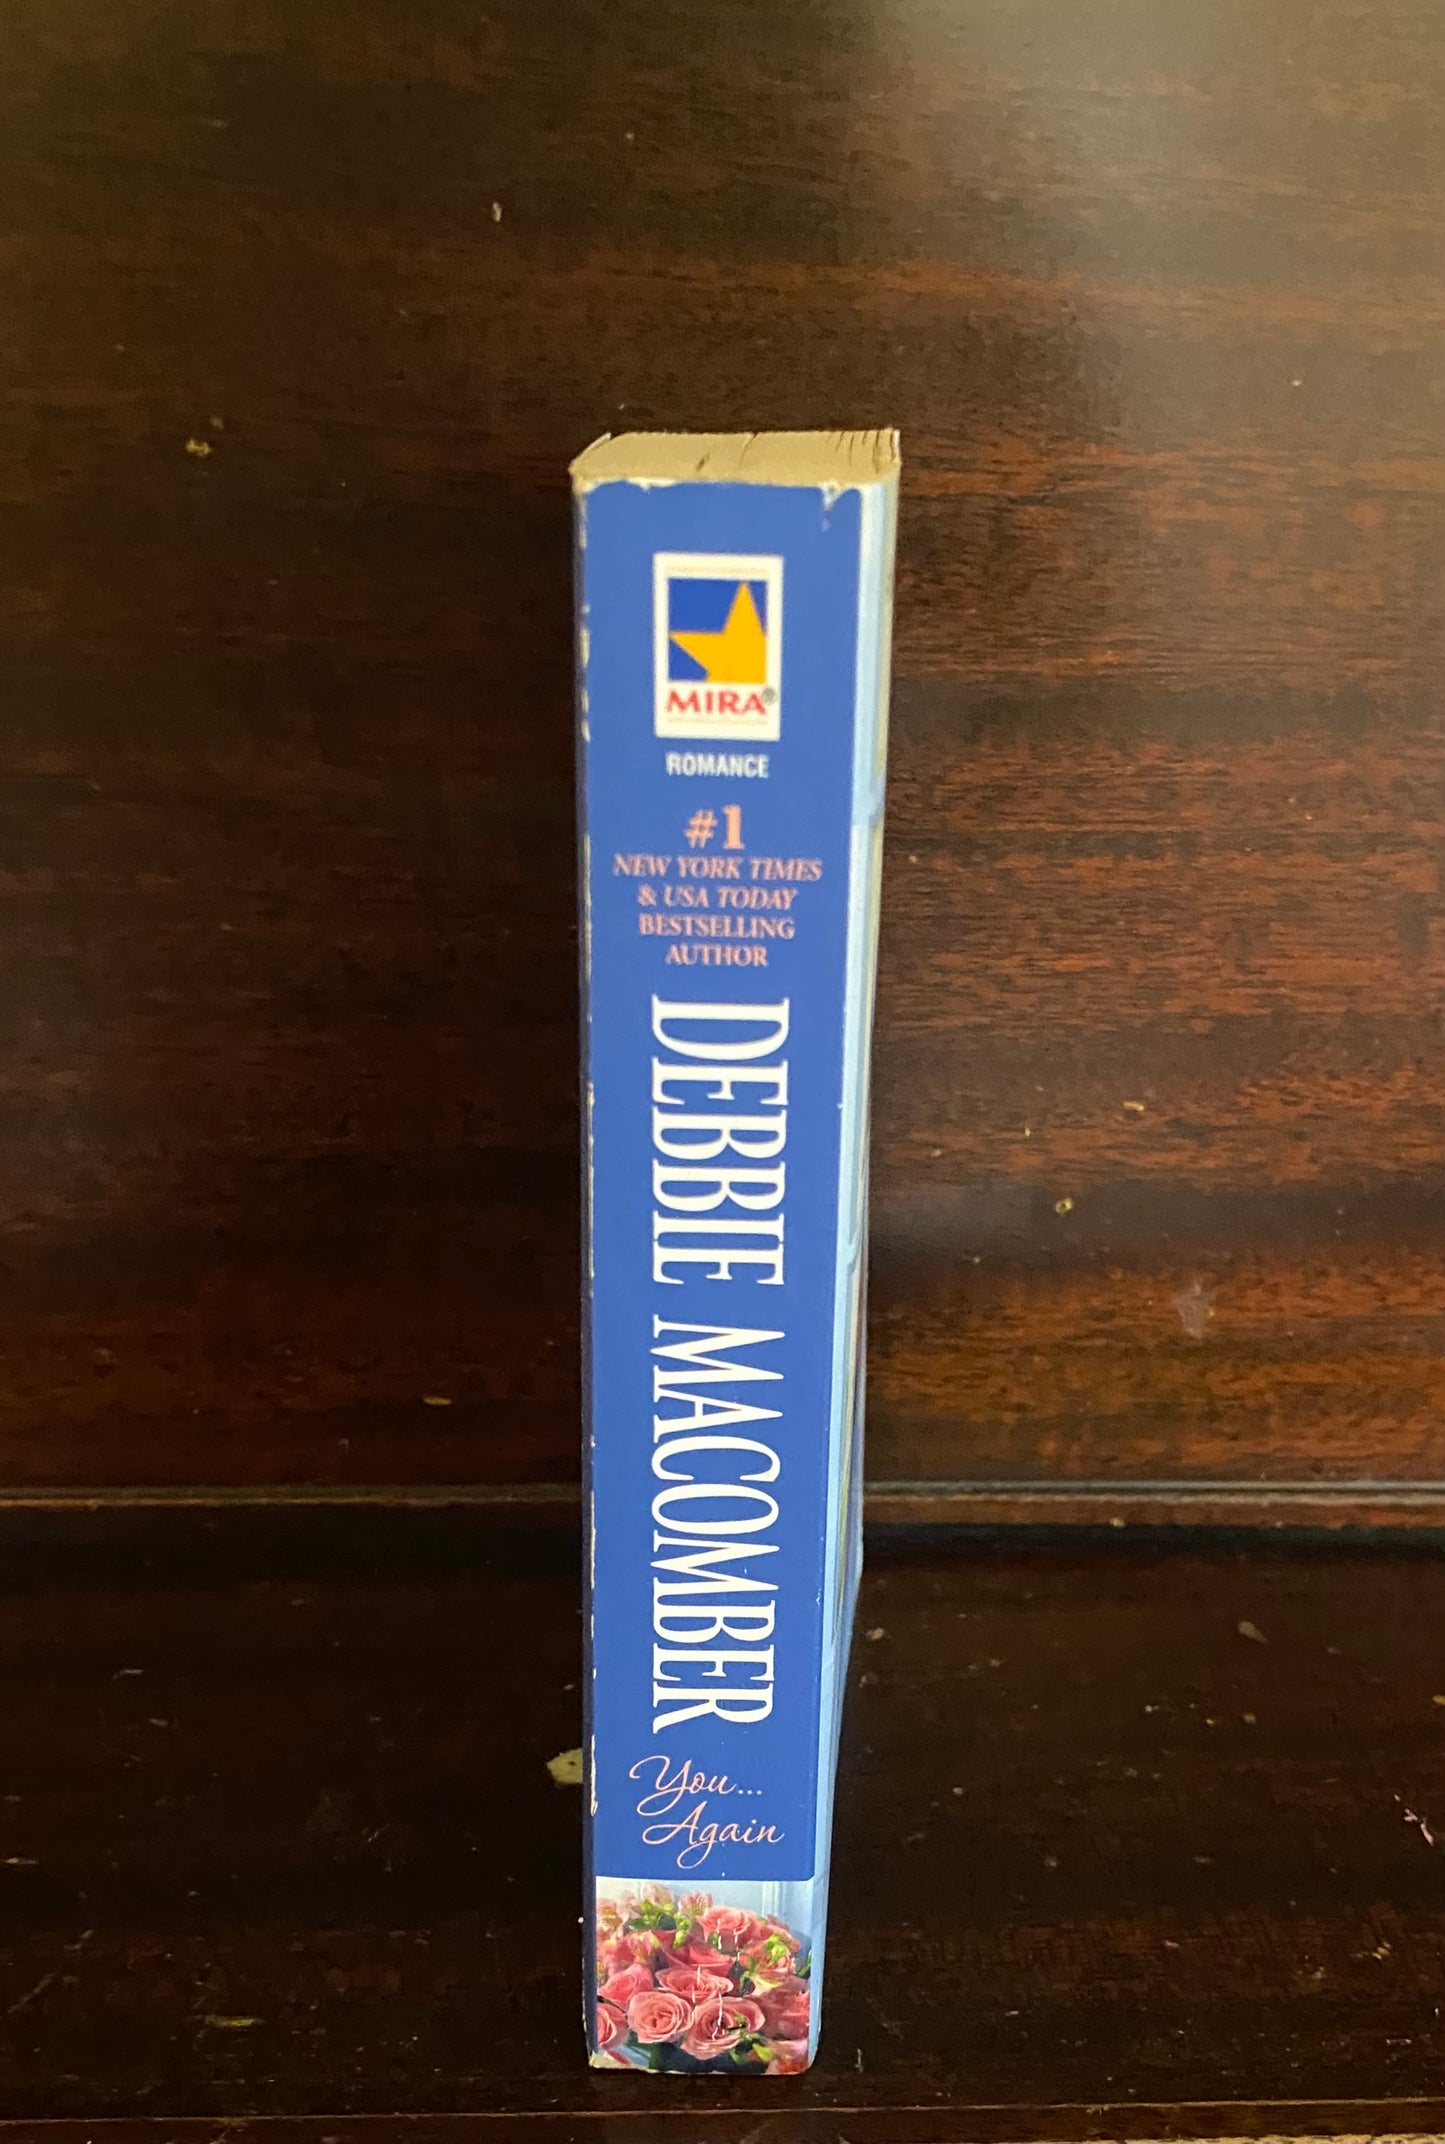 MIRA®
ROMANCE
#1
NEW YORK TIMES
& USA TODAY
BESTSELLING
AUTHOR
DEBBIE MACOMBER
You...
Again